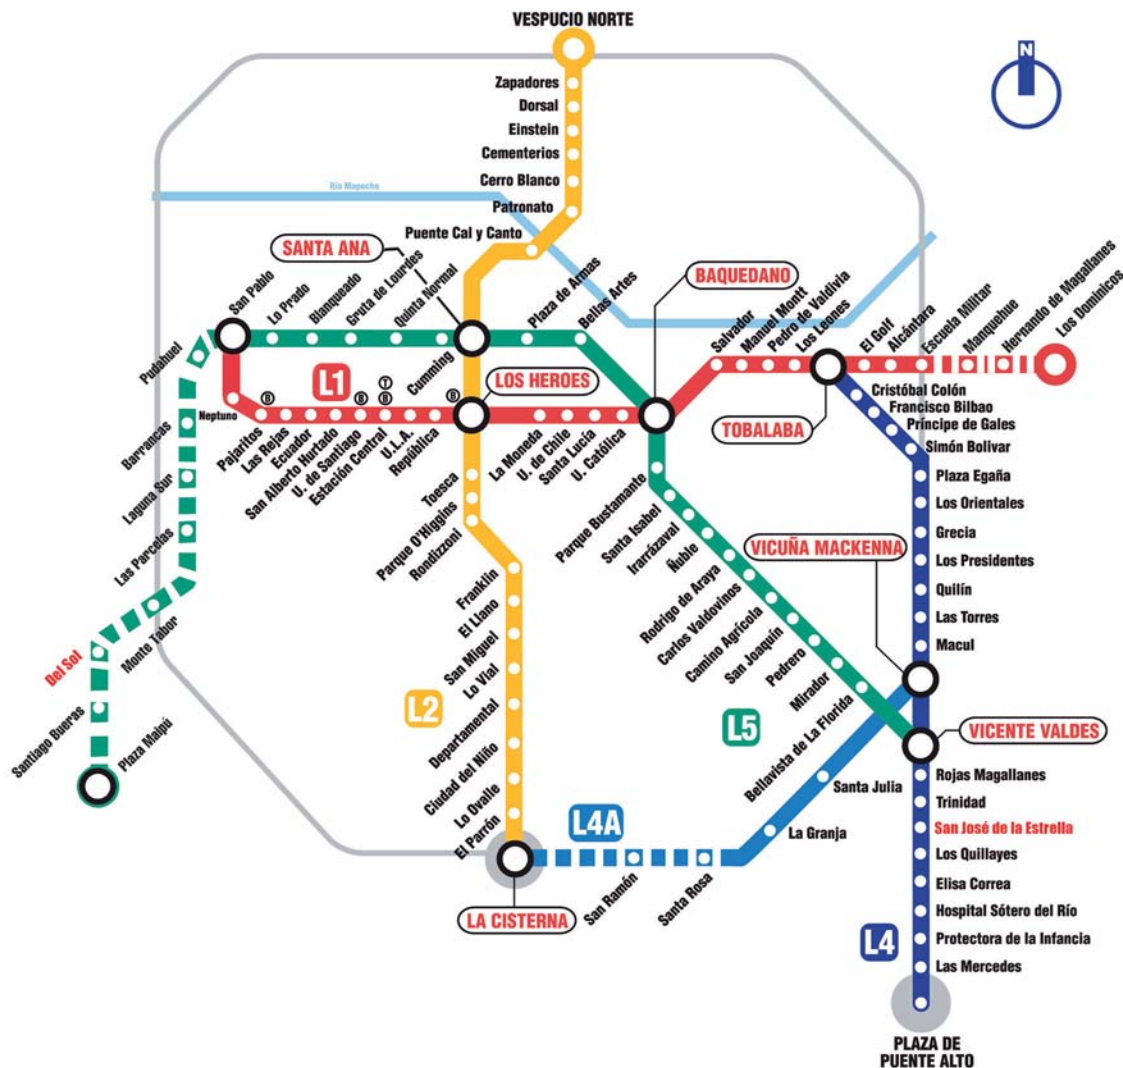 VESPUCIO NORTE
N
Zapadores
Dorsal
Einstein
Cementerios
Cerro Blanco
Patronato
Puente Cal y Canto
Río Mapocho
SANTA ANA
BAQUEDANO
San Pablo
Lo Prado
Blanqueado
Gruta de Lourdes
Quinta Normal
Cumming
Plaza de Armas
Bellas Artes
Salvador
Manuel Montt
Pedro de Valdivia
Los Leones
El Golf
Alcántara
Escuela Militar
Manquehue
Hernando de Magallanes
Los Dominicos
L1
LOS HEROES
TOBALABA
Neptuno
B
Pajaritos
Las Rejas
Ecuador
San Alberto Hurtado
B
U. de Santiago
T
B
Estación Central
U.L.A.
B
República
La Moneda
U. de Chile
Santa Lucía
U. Católica
Cristóbal Colón
Francisco Bilbao
Príncipe de Gales
Simón Bolivar
Plaza Egaña
Los Orientales
Grecia
Los Presidentes
Quilín
Las Torres
Macul
VICUÑA MACKENNA
Pudahuel
Barrancas
Laguna Sur
Las Parcelas
Monte Tabor
Del Sol
Santiago Bueras
Plaza Maipú
Toesca
Parque O'Higgins
Rondizzoni
Franklin
El Llano
San Miguel
Lo Vial
Departamental
Ciudad del Niño
Lo Ovalle
El Parrón
L2
LA CISTERNA
Parque Bustamante
Santa Isabel
Irarrázaval
Ñuble
Rodrigo de Araya
Carlos Valdovinos
Camino Agrícola
San Joaquín
Pedrero
Mirador
Bellavista de La Florida
L5
VICENTE VALDES
L4A
San Ramón
Santa Rosa
La Granja
Santa Julia
Rojas Magallanes
Trinidad
San José de la Estrella
Los Quillayes
Elisa Correa
Hospital Sótero del Río
Protectora de la Infancia
Las Mercedes
L4
PLAZA DE
PUENTE ALTO